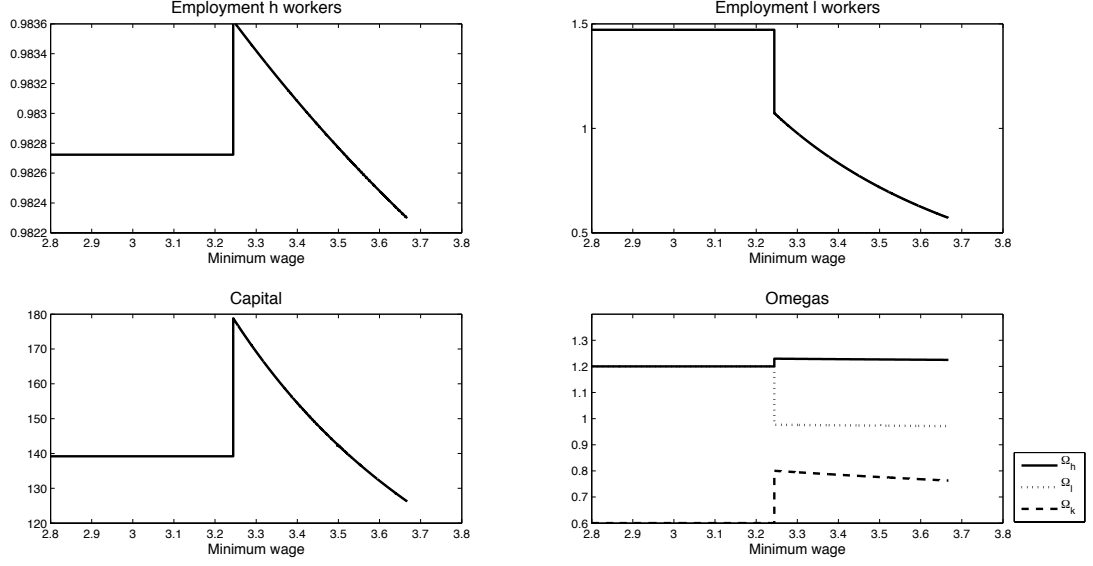 Employment h workers
0.9836
0.9834
0.9832
0.983
0.9828
0.9826
0.9824
0.9822
2.8 2.9 3 3.1 3.2 3.3 3.4 3.5 3.6 3.7 3.8
Minimum wage
Employment l workers
1.5
1
0.5
2.8 2.9 3 3.1 3.2 3.3 3.4 3.5 3.6 3.7 3.8
Minimum wage
Capital
180
170
160
150
140
130
120
2.8 2.9 3 3.1 3.2 3.3 3.4 3.5 3.6 3.7 3.8
Minimum wage
Omegas
1.3
1.2
1.1
1
0.9
0.8
0.7
0.6
2.8 2.9 3 3.1 3.2 3.3 3.4 3.5 3.6 3.7 3.8
Minimum wage
Ωh
Ωl
Ωk